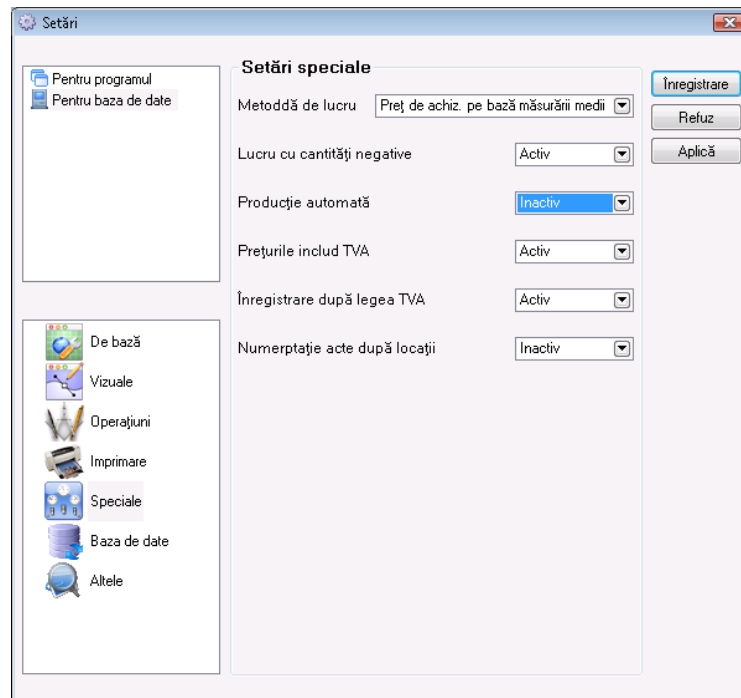 Setări
Pentru programul
Pentru baza de date
De bază
Vizuale
Operațiuni
Imprimare
Speciale
Baza de date
Altele
Setări speciale
Metoddă de lucru
Preț de achiz. pe bază măsurării medii
Lucru cu cantități negative
Activ
Producție automată
Inactiv
Prețurile includ TVA
Activ
Înregistrare după legea TVA
Activ
Numerptație acte după locații
Inactiv
Înregistrare
Refuz
Aplică